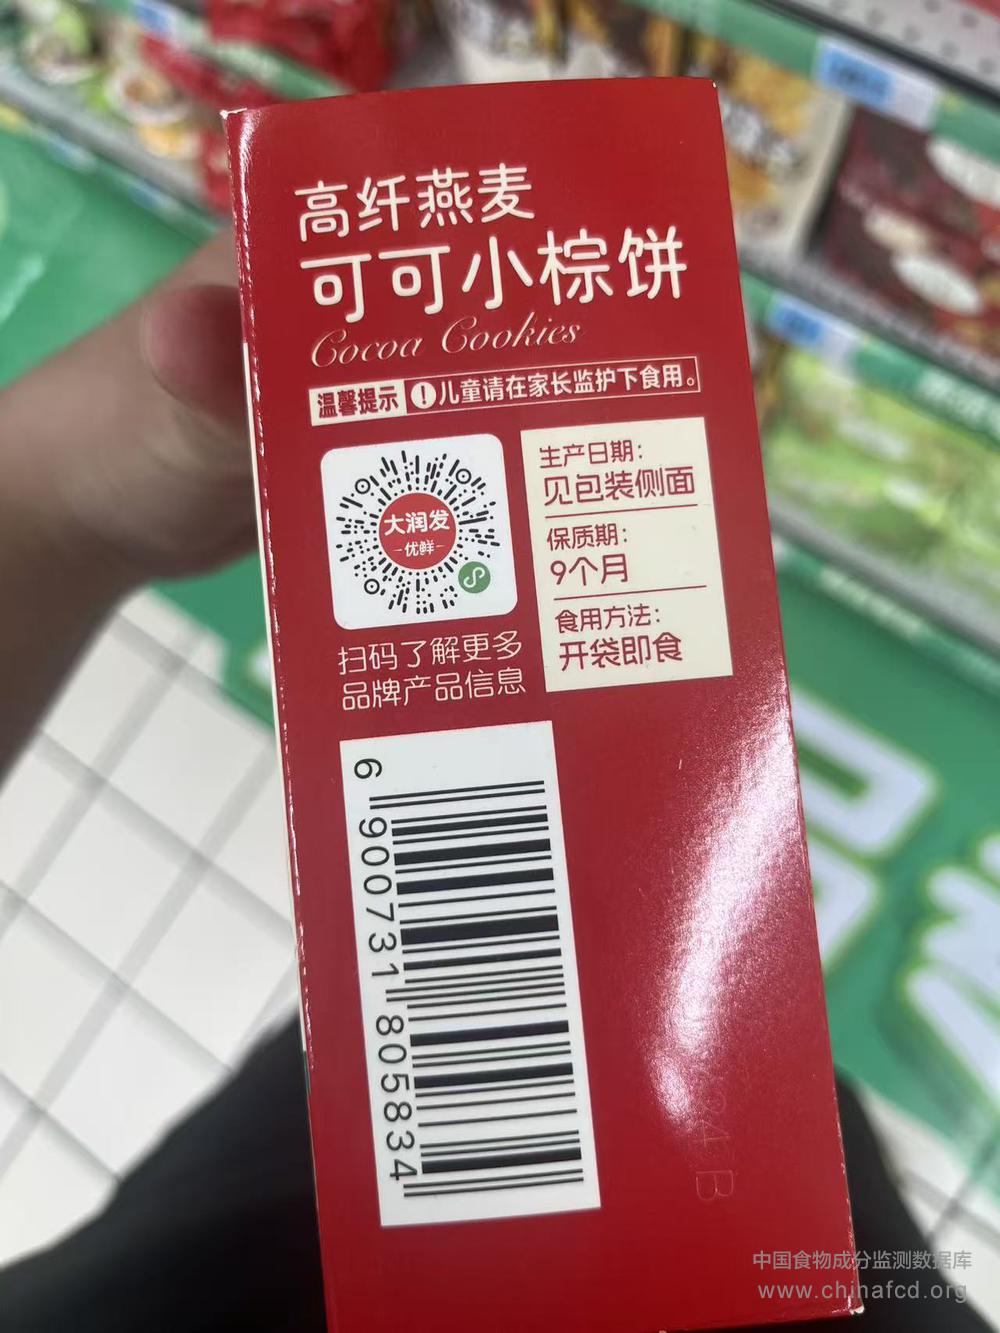 高纤燕麦
可可小棕饼
Cocoa Cookies
温馨提示 ! 儿童请在家长监护下食用。
大润发
-优鲜-
扫码了解更多
品牌产品信息
生产日期:
见包装侧面
保质期:
9个月
食用方法:
开袋即食
6 900731 805834
中国食物成分监测数据库
www.chinafcd.org